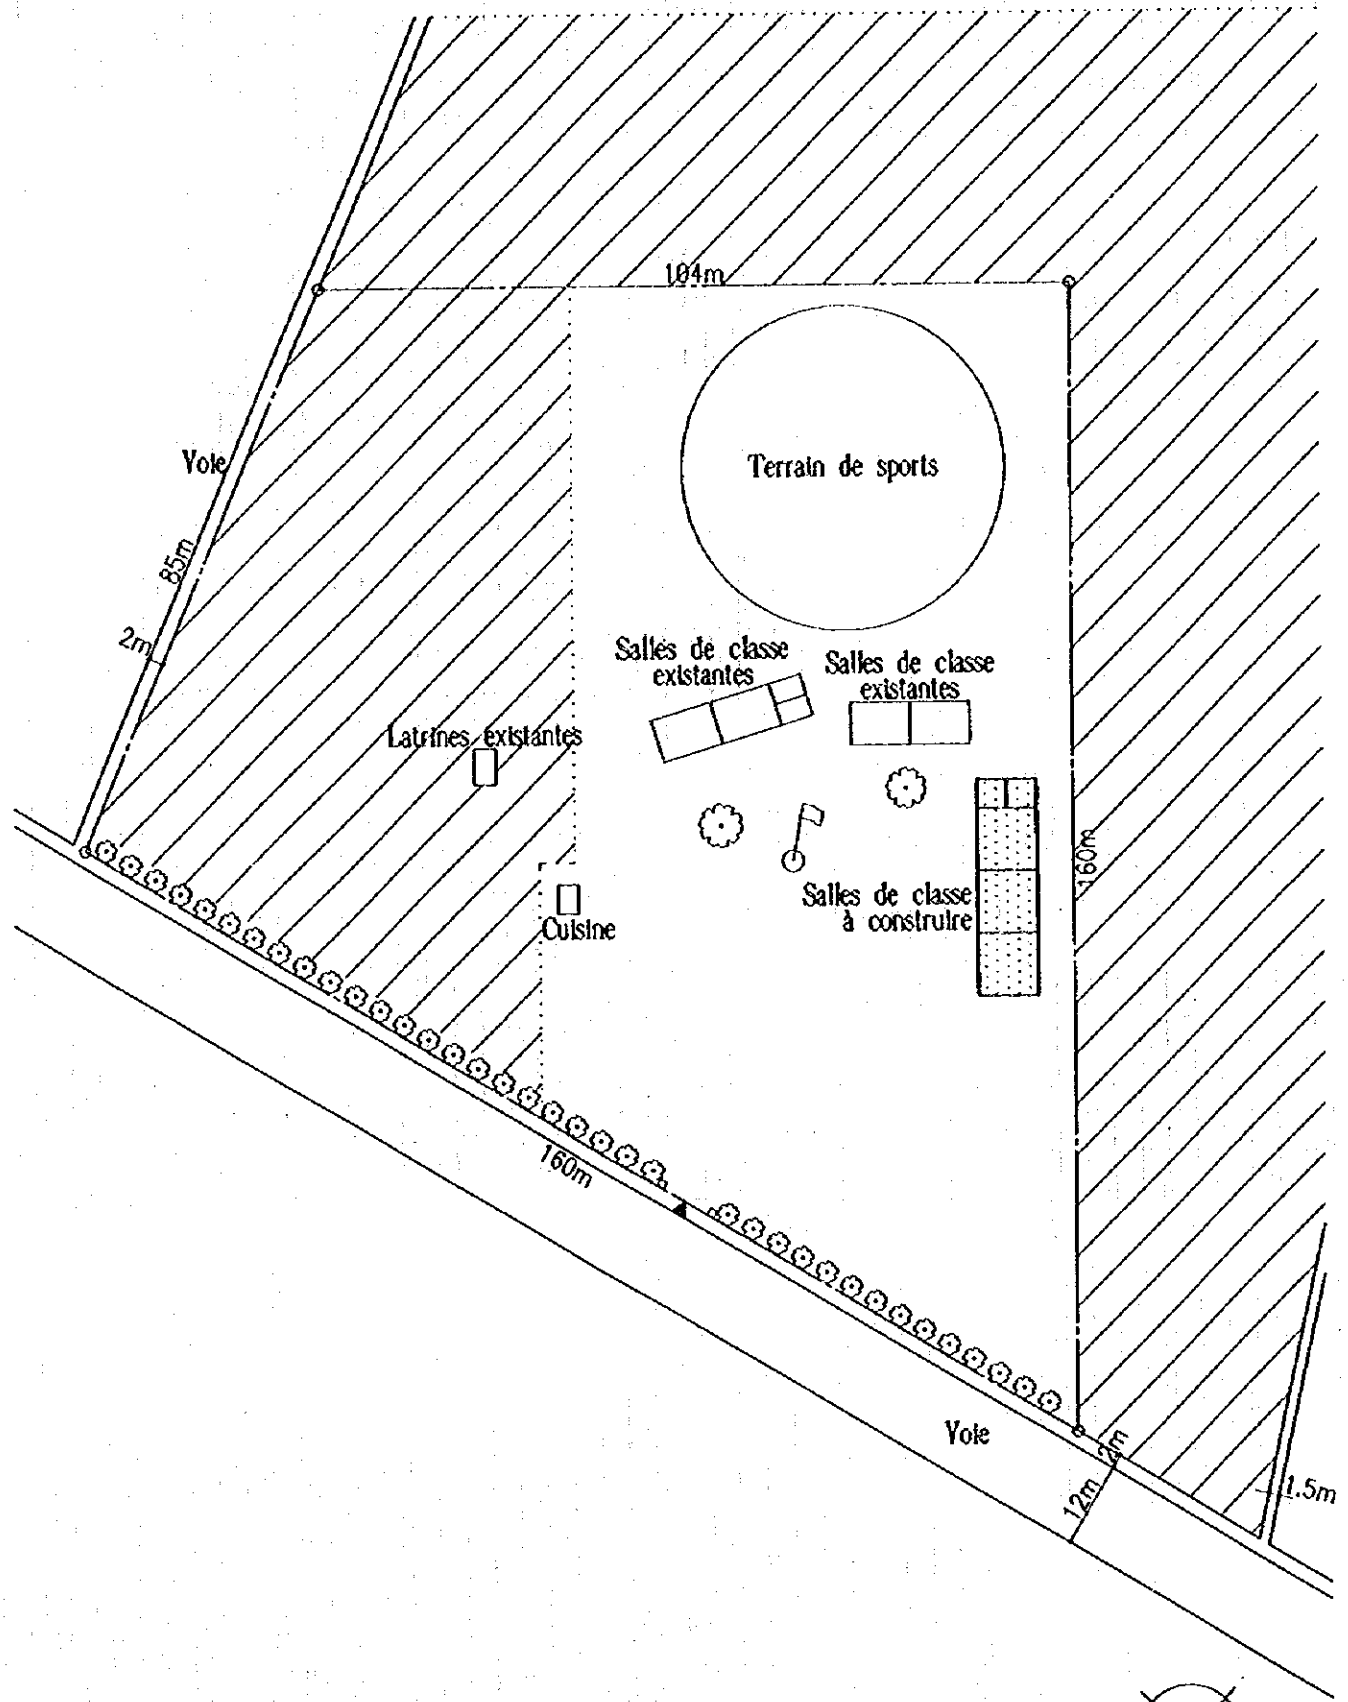 104m
Voie
Terrain de sports
85m
2m
Salles de classe
existantes
Salles de classe
existantes
Latrines existantes
160m
Salles de classe
à construire
Cuisine
160m
Voie
2m
12m
1.5m